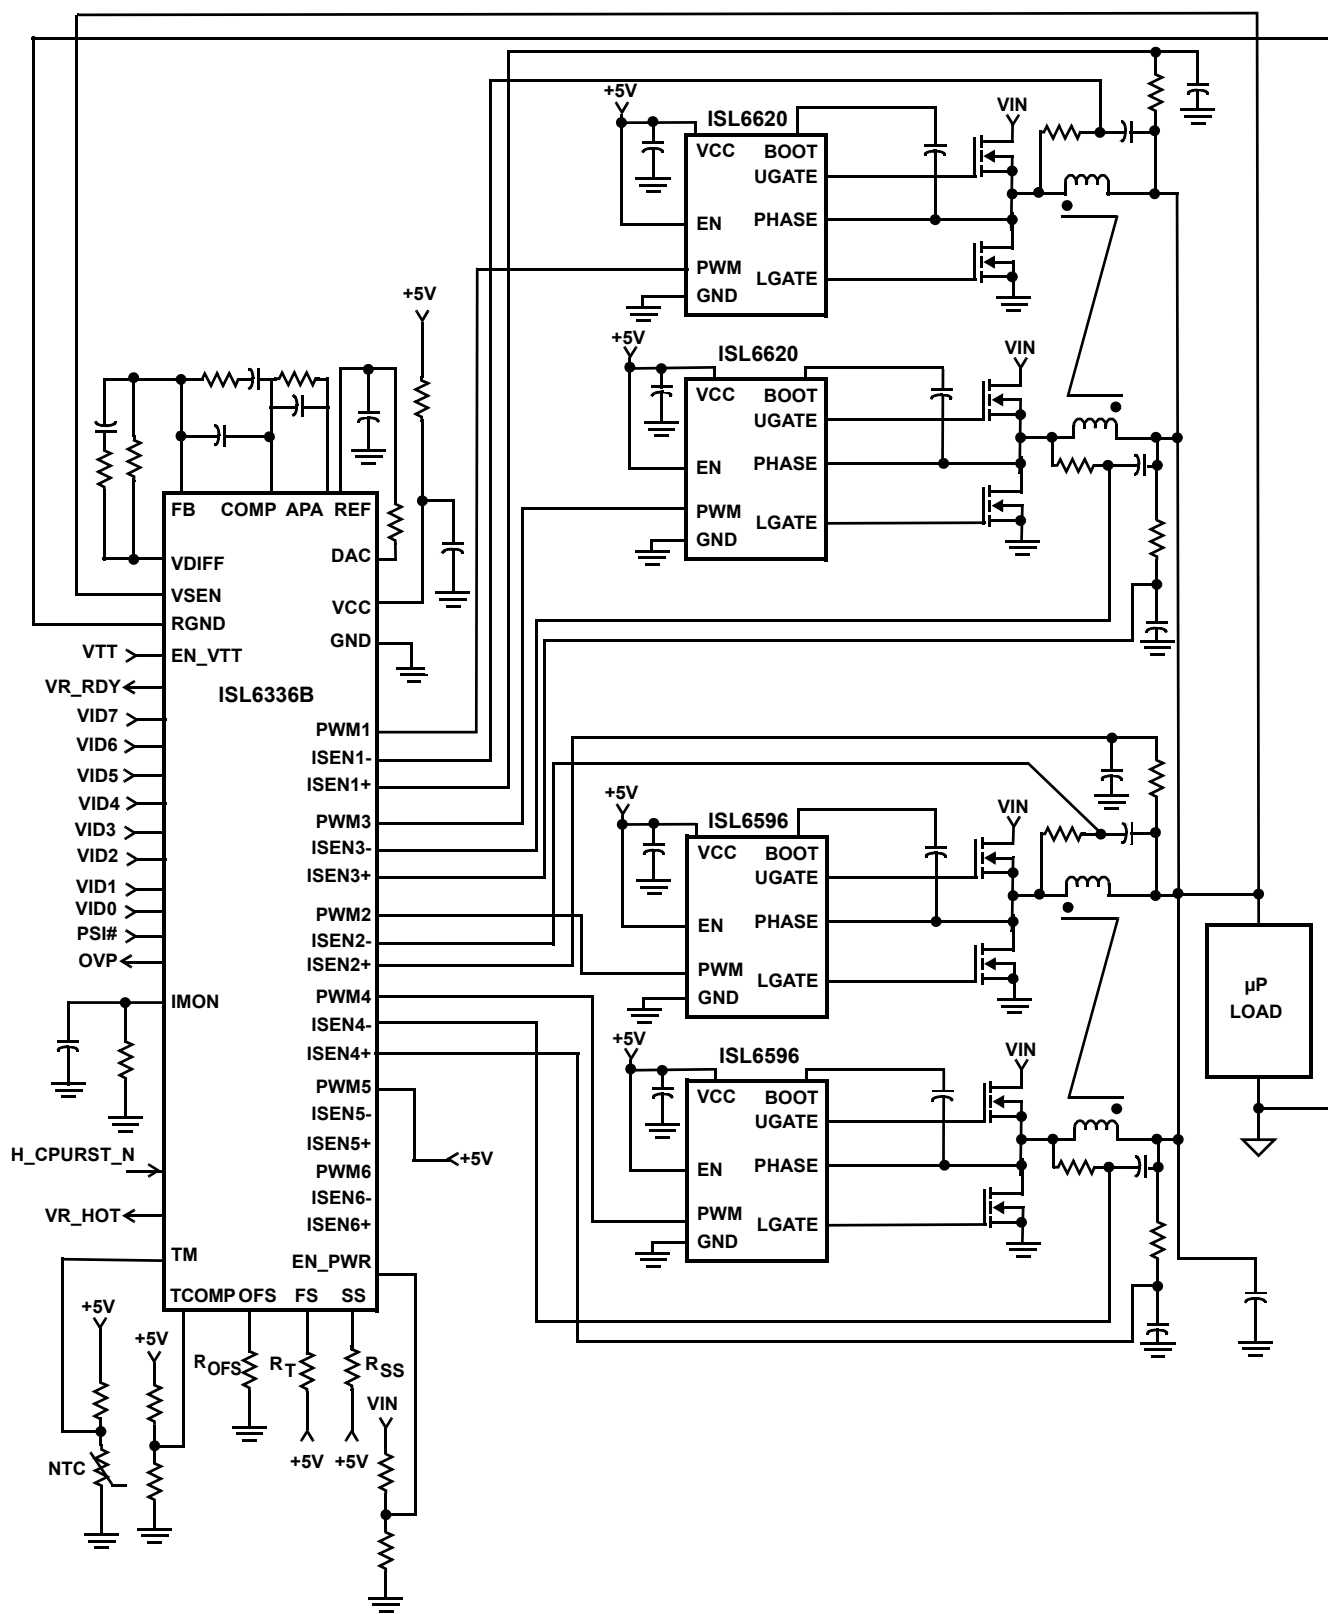 +5V
ISL6620
VIN
VCC
BOOT
UGATE
EN
PHASE
PWM
LGATE
GND
+5V
+5V
ISL6620
VIN
VCC
BOOT
UGATE
EN
PHASE
PWM
LGATE
GND
FB
COMP
APA
REF
VDIFF
DAC
VSEN
VCC
RGND
GND
VTT
EN_VTT
VR_RDY
ISL6336B
VID7
VID6
VID5
VID4
VID3
VID2
VID1
VID0
PSI#
OVP
PWM1
ISEN1-
ISEN1+
PWM3
ISEN3-
ISEN3+
PWM2
ISEN2-
ISEN2+
PWM4
ISEN4-
ISEN4+
PWM5
ISEN5-
ISEN5+
PWM6
ISEN6-
ISEN6+
EN_PWR
IMON
H_CPURST_N
VR_HOT
TM
TCOMP
OFS
FS
SS
+5V
+5V
ISL6596
VIN
VCC
BOOT
UGATE
EN
PHASE
PWM
LGATE
GND
+5V
ISL6596
VIN
VCC
BOOT
UGATE
EN
PHASE
PWM
LGATE
GND
µP
LOAD
+5V
+5V
ROFS
RT
RSS
VIN
NTC
+5V
+5V